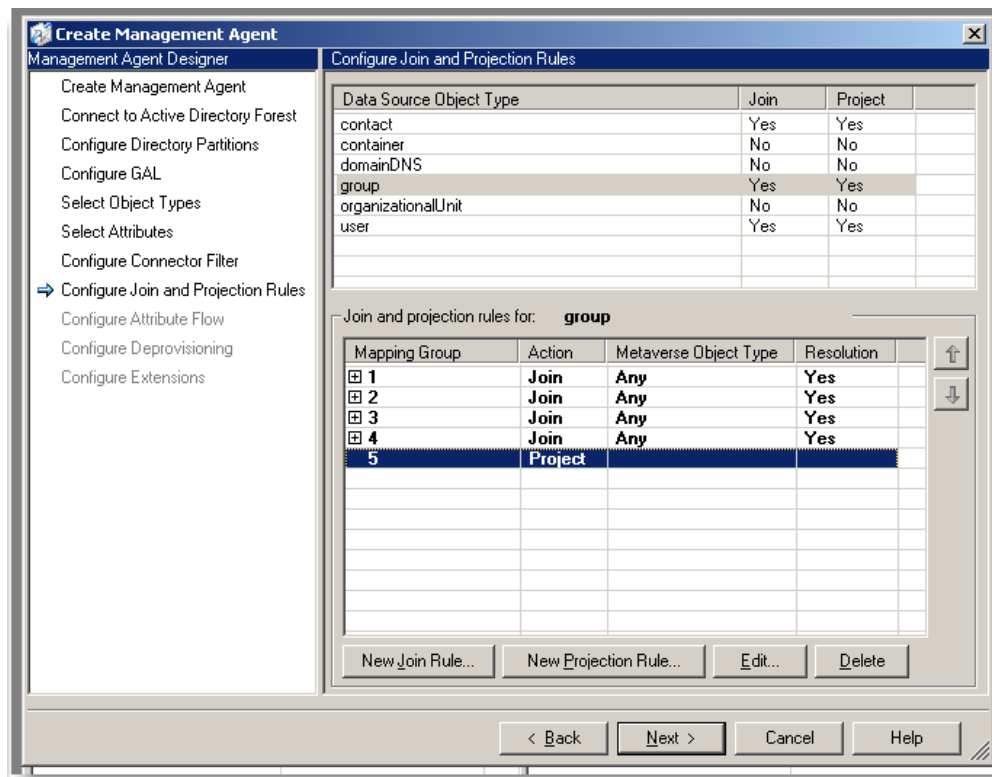 Create Management Agent
Management Agent Designer
Configure Join and Projection Rules
Create Management Agent
Connect to Active Directory Forest
Configure Directory Partitions
Configure GAL
Select Object Types
Select Attributes
Configure Connector Filter
Configure Join and Projection Rules
Configure Attribute Flow
Configure Deprovisioning
Configure Extensions
Data Source Object Type Join Project
contact Yes Yes
container No No
domainDNS No No
group Yes Yes
organizationalUnit No No
user Yes Yes
Join and projection rules for: group
Mapping Group Action Metaverse Object Type Resolution
1 Join Any Yes
2 Join Any Yes
3 Join Any Yes
4 Join Any Yes
5 Project
New Join Rule... New Projection Rule... Edit... Delete
< Back Next > Cancel Help